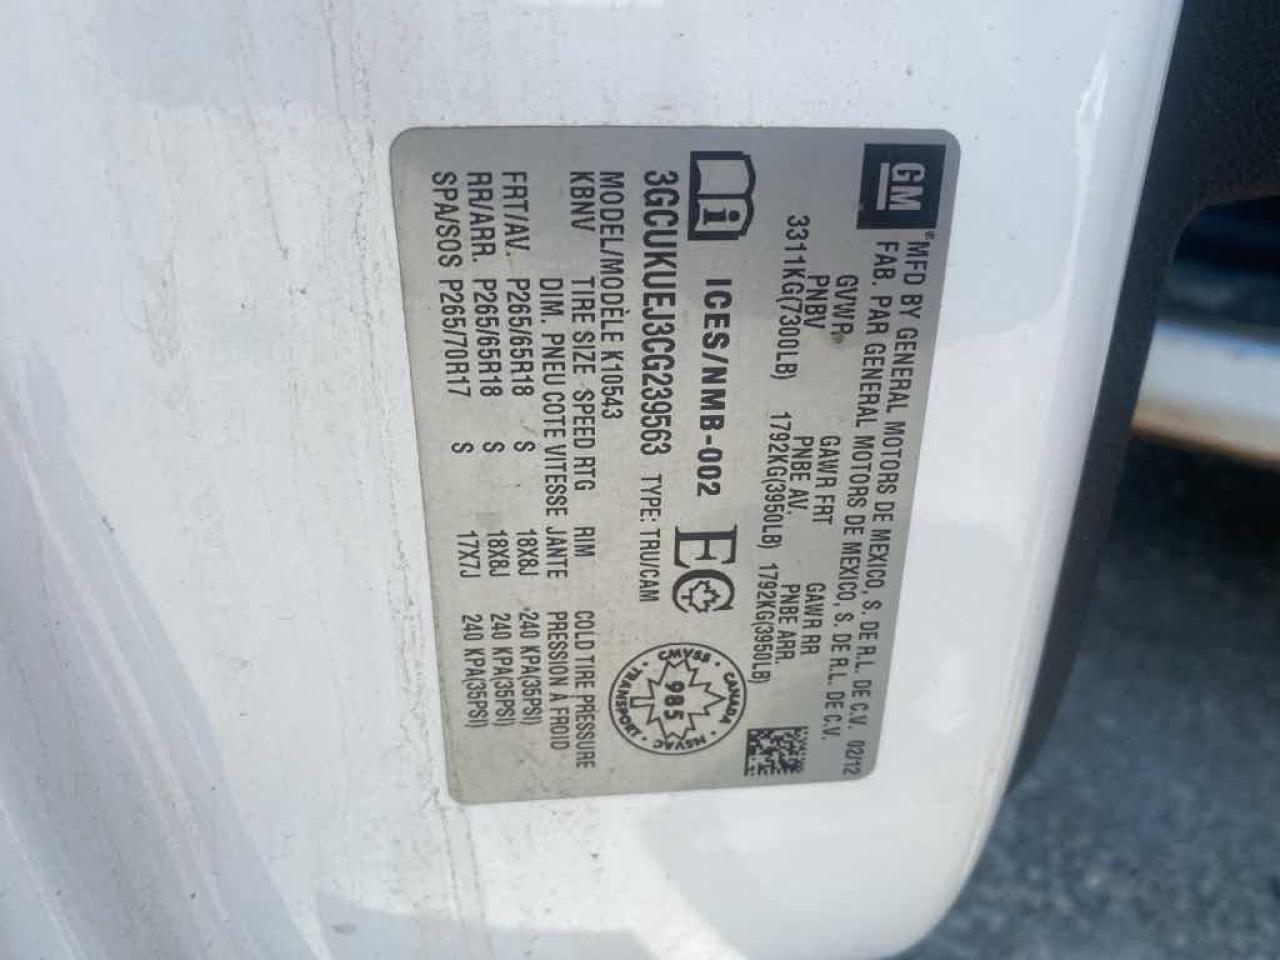 GM
MFD BY GENERAL MOTORS DE MEXICO, S. DE R.L. DE C.V. 02/12
FAB. PAR GENERAL MOTORS DE MEXICO, S. DE R.L. DE C.V.
GVWR GAWR FRT GAWR RR
PNBV PNBE AV. PNBE ARR.
3311KG(7300LB) 1792KG(3950LB) 1792KG(3950LB)
i ICES/NMB-002 EC T
CMVSS · CANADA · NSVAC · TRANSPORT ·
985
3GCUKUEJ3CG239563 TYPE: TRU/CAM
MODEL/MODÈLE K10543
KBNV TIRE SIZE SPEED RTG RIM COLD TIRE PRESSURE
DIM. PNEU COTE VITESSE JANTE PRESSION À FROID
FRT/AV. P265/65R18 S 18X8J 240 KPA(35PSI)
RR/ARR. P265/65R18 S 18X8J 240 KPA(35PSI)
SPA/SOS P265/70R17 S 17X7J 240 KPA(35PSI)